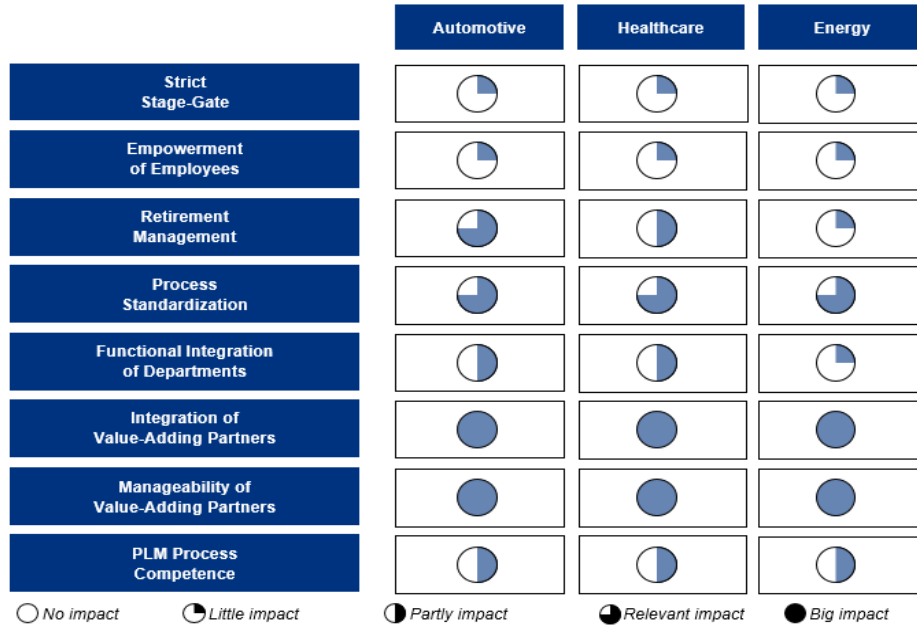 Automotive Healthcare Energy
Strict
Stage-Gate
Empowerment
of Employees
Retirement
Management
Process
Standardization
Functional Integration
of Departments
Integration of
Value-Adding Partners
Manageability of
Value-Adding Partners
PLM Process
Competence
No impact Little impact Partly impact Relevant impact Big impact